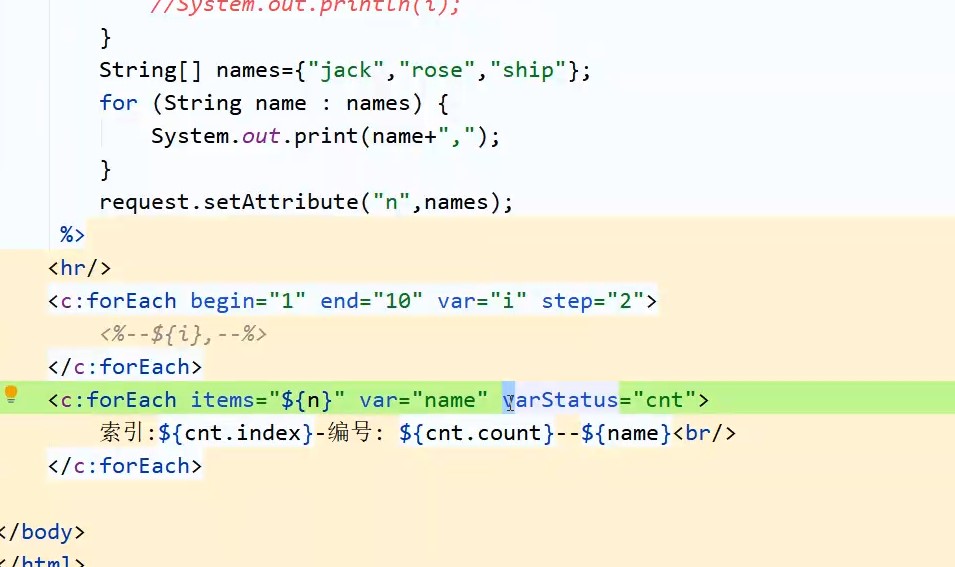 //System.out.println(i);
}
String[] names={"jack","rose","ship"};
for (String name : names) {
System.out.print(name+",");
}
request.setAttribute("n",names);
%>
<hr/>
<c:forEach begin="1" end="10" var="i" step="2">
<%--${i},--%>
</c:forEach>
<c:forEach items="${n}" var="name" varStatus="cnt">
索引:${cnt.index}-编号: ${cnt.count}--${name}<br/>
</c:forEach>
</body>
</html>